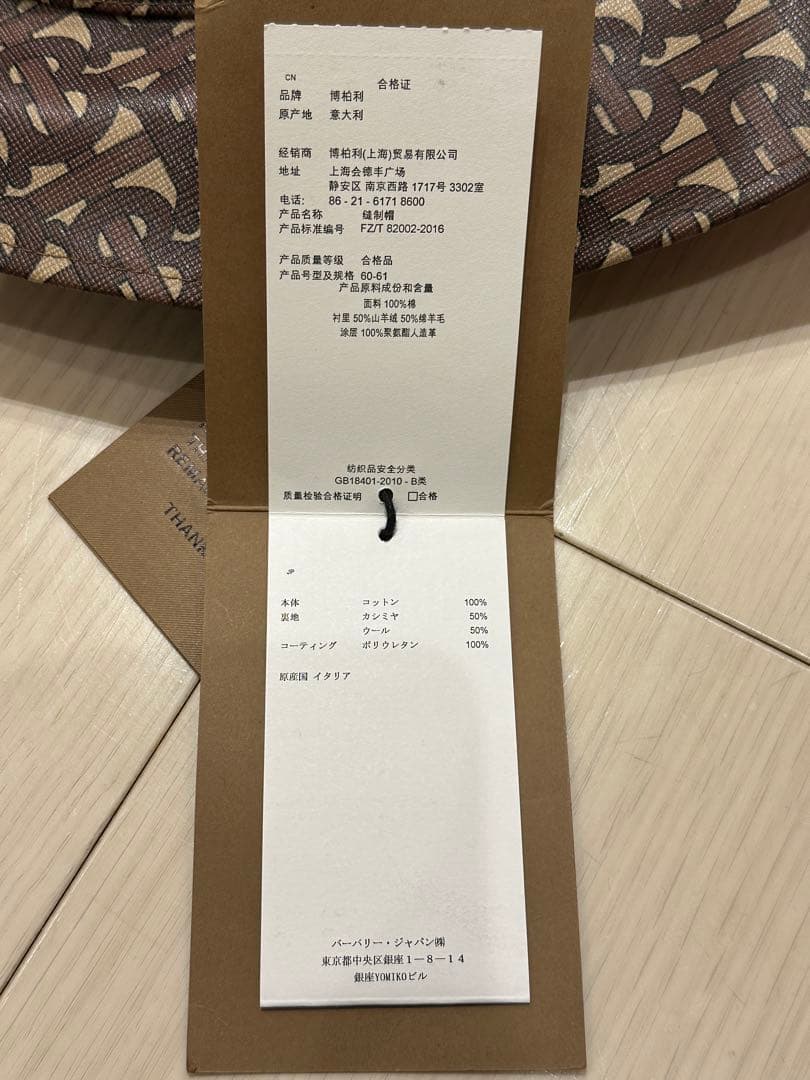 CN
合格证
品牌 博柏利
原产地 意大利
经销商 博柏利(上海)贸易有限公司
地址 上海会德丰广场
静安区 南京西路 1717号 3302室
电话: 86 - 21 - 6171 8600
产品名称 缝制帽
产品标准编号 FZ/T 82002-2016
产品质量等级 合格品
产品号型及规格 60-61
产品原料成份和含量
面料 100%棉
衬里 50%山羊绒 50%绵羊毛
涂层 100%聚氨酯人造革
纺织品安全分类
GB18401-2010 - B类
质量检验合格证明 □合格
JP
本体 コットン 100%
裏地 カシミヤ 50%
ウール 50%
コーティング ポリウレタン 100%
原産国 イタリア
バーバリー・ジャパン㈱
東京都中央区銀座1－8－14
銀座YOMIKOビル
THANK